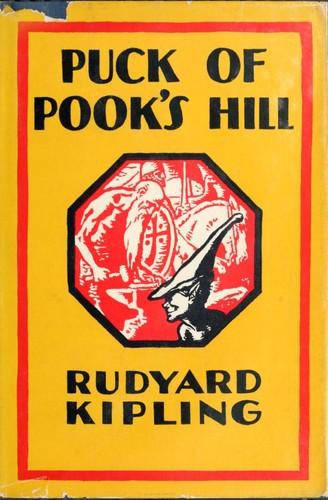 PUCK OF
POOK'S HILL
RUDYARD
KIPLING